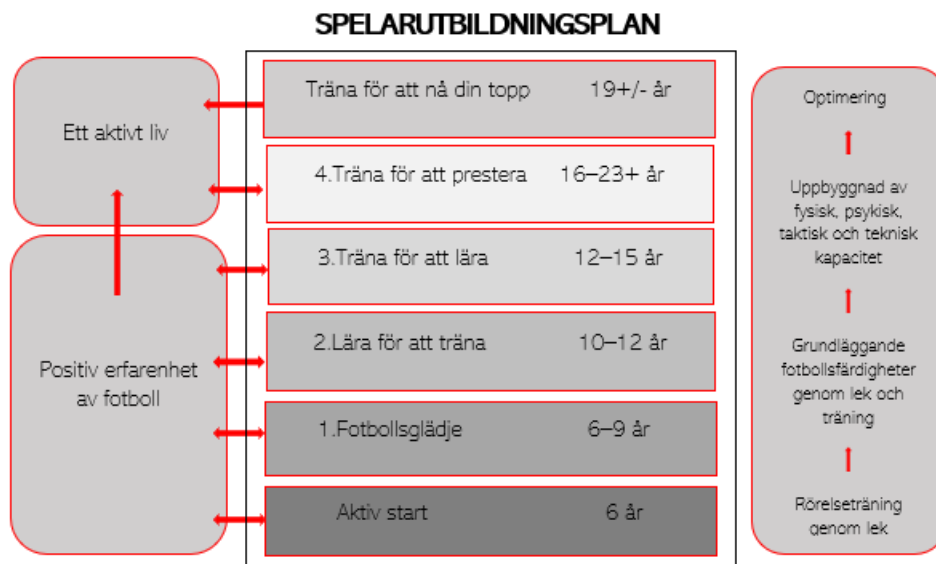 SPELARUTBILDNINGSPLAN
Ett aktivt liv
Positiv erfarenhet
av fotboll
Träna för att nå din topp 19+/- år
4.Träna för att prestera 16–23+ år
3.Träna för att lära 12–15 år
2.Lära för att träna 10–12 år
1.Fotbollsglädje 6–9 år
Aktiv start 6 år
Optimering
Uppbyggnad av
fysisk, psykisk,
taktisk och teknisk
kapacitet
Grundläggande
fotbollsfärdigheter
genom lek och
träning
Rörelseträning
genom lek